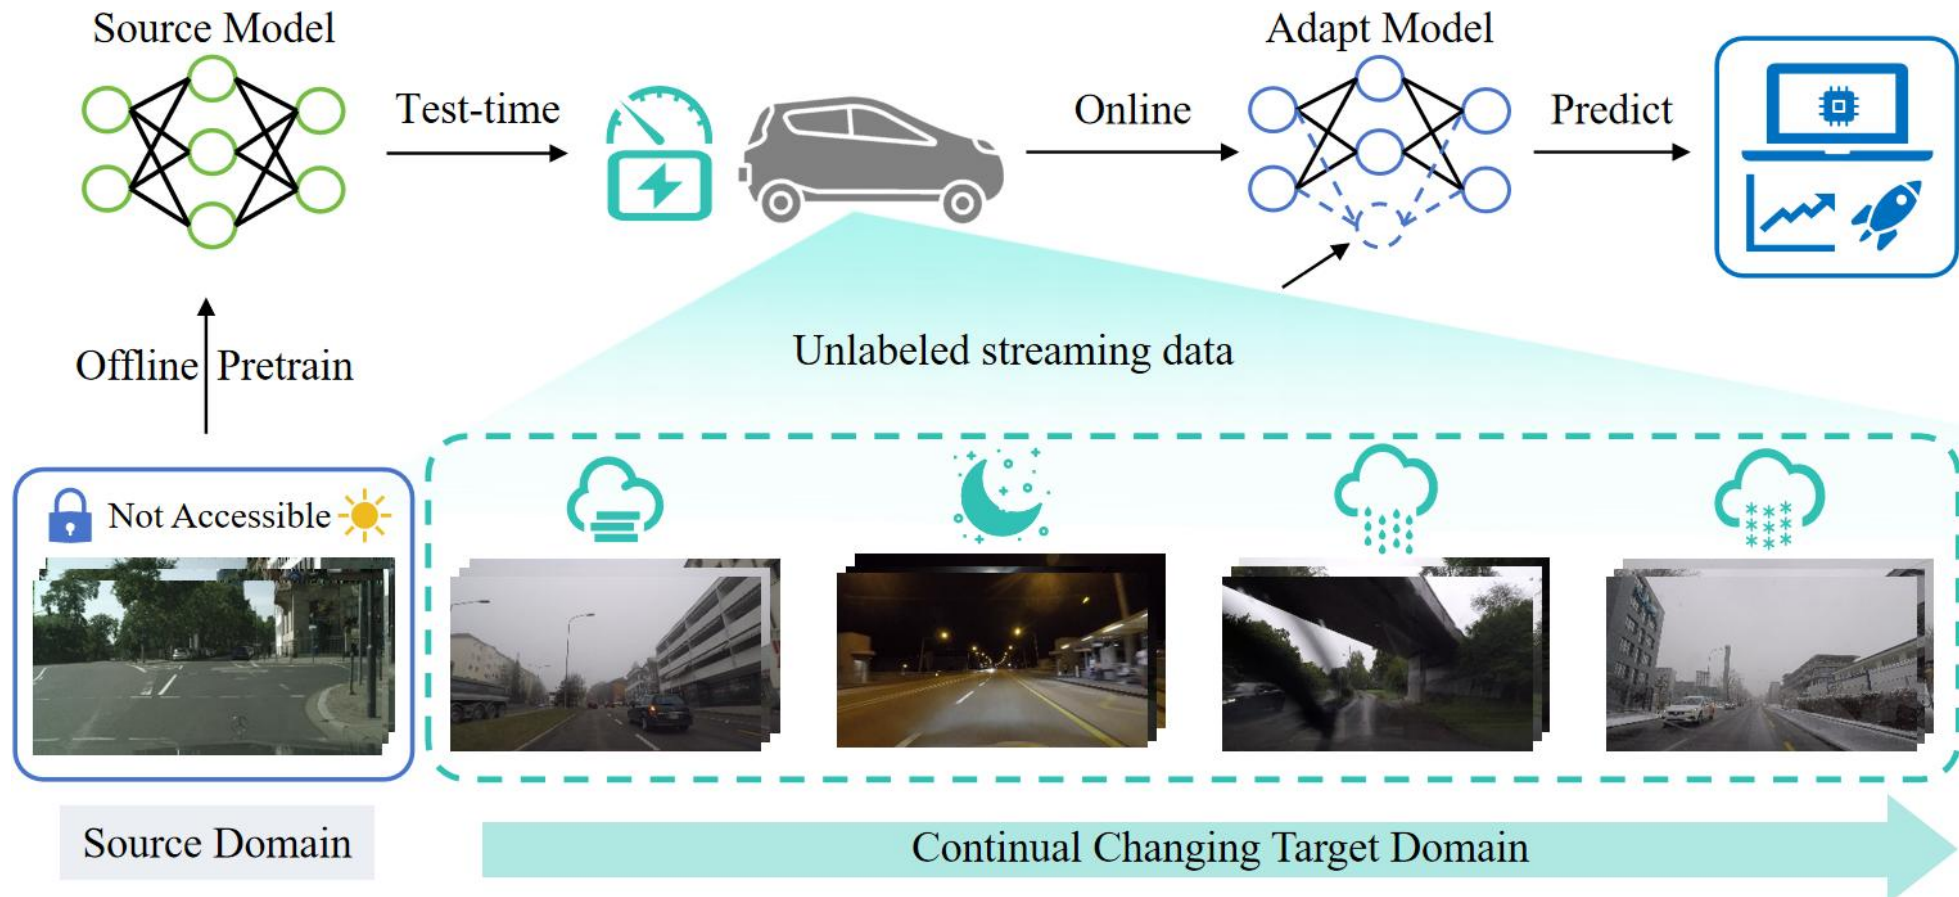 Source Model
Adapt Model
Test-time
Online
Predict
Offline Pretrain
Unlabeled streaming data
Not Accessible
Source Domain
Continual Changing Target Domain